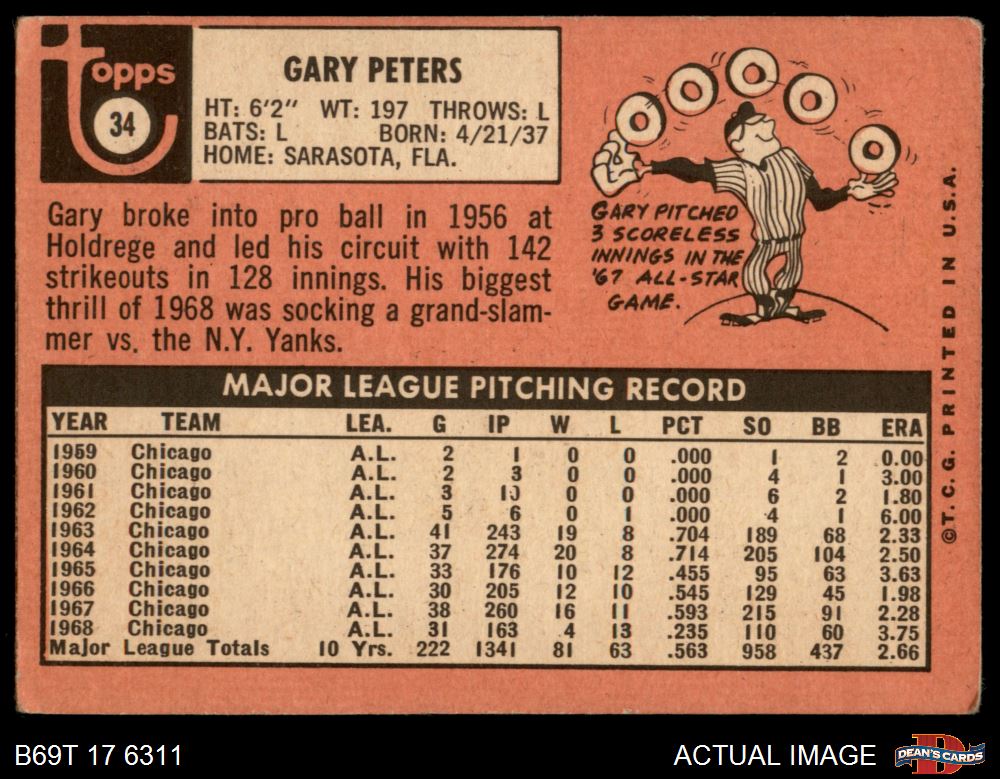 topps
34
GARY PETERS
HT: 6'2" WT: 197 THROWS: L
BATS: L BORN: 4/21/37
HOME: SARASOTA, FLA.
Gary broke into pro ball in 1956 at
Holdrege and led his circuit with 142
strikeouts in 128 innings. His biggest
thrill of 1968 was socking a grand-slam-
mer vs. the N.Y. Yanks.
GARY PITCHED
3 SCORELESS
INNINGS IN THE
'67 ALL-STAR
GAME.
MAJOR LEAGUE PITCHING RECORD
YEAR TEAM LEA. G IP W L PCT SO BB ERA
1959 Chicago A.L. 2 1 0 0 .000 1 2 0.00
1960 Chicago A.L. 2 3 0 0 .000 4 1 3.00
1961 Chicago A.L. 3 10 0 0 .000 6 2 1.80
1962 Chicago A.L. 5 6 0 1 .000 4 1 6.00
1963 Chicago A.L. 41 243 19 8 .704 189 68 2.33
1964 Chicago A.L. 37 274 20 8 .714 205 104 2.50
1965 Chicago A.L. 33 176 10 12 .455 95 63 3.63
1966 Chicago A.L. 30 205 12 10 .545 129 45 1.98
1967 Chicago A.L. 38 260 16 11 .593 215 91 2.28
1968 Chicago A.L. 31 163 4 13 .235 110 60 3.75
Major League Totals 10 Yrs. 222 1341 81 63 .563 958 437 2.66
© T. C. G. PRINTED IN U.S.A.
B69T 17 6311
ACTUAL IMAGE
DEAN'S CARDS